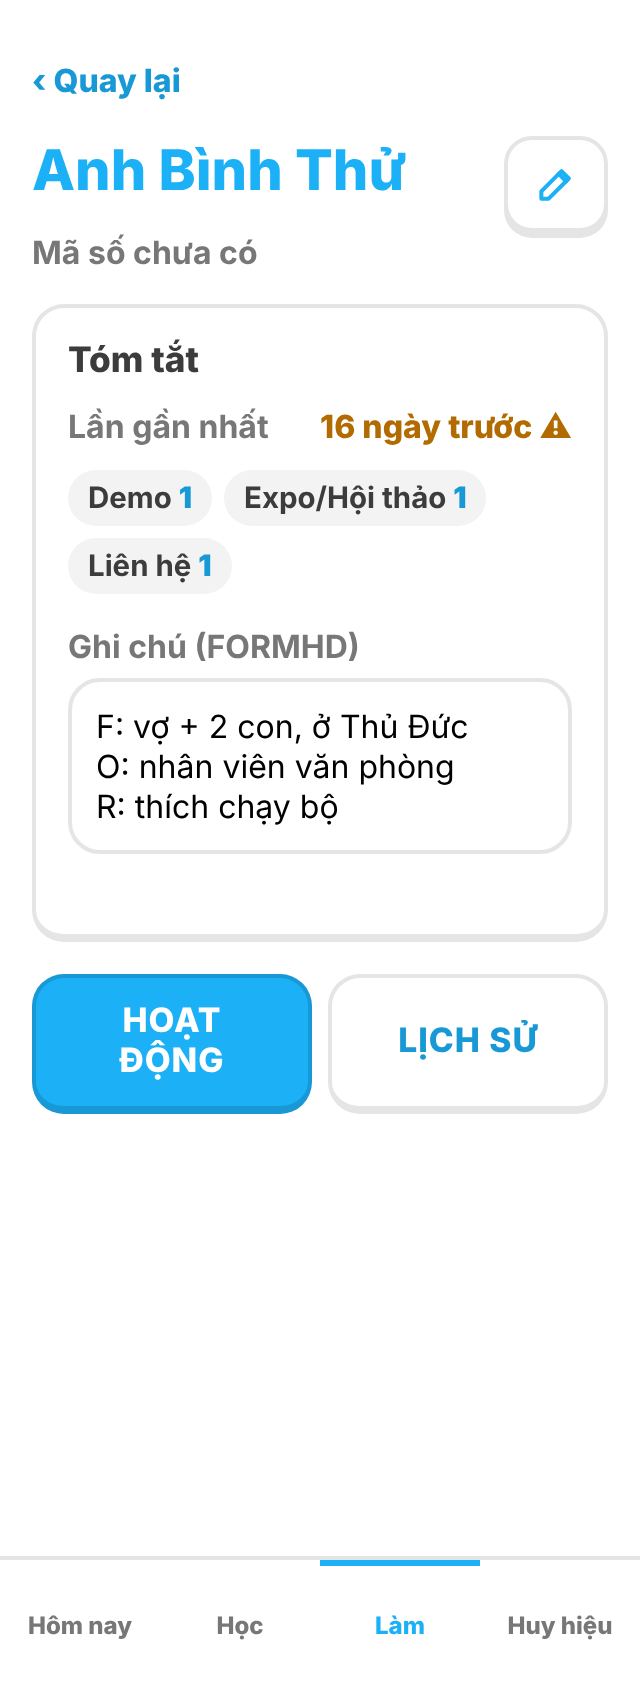 ‹ Quay lại
Anh Bình Thử
Mã số chưa có
Tóm tắt
Lần gần nhất 16 ngày trước ⚠
Demo 1 Expo/Hội thảo 1
Liên hệ 1
Ghi chú (FORMHD)
F: vợ + 2 con, ở Thủ Đức
O: nhân viên văn phòng
R: thích chạy bộ
HOẠT
ĐỘNG
LỊCH SỬ
Hôm nay Học Làm Huy hiệu